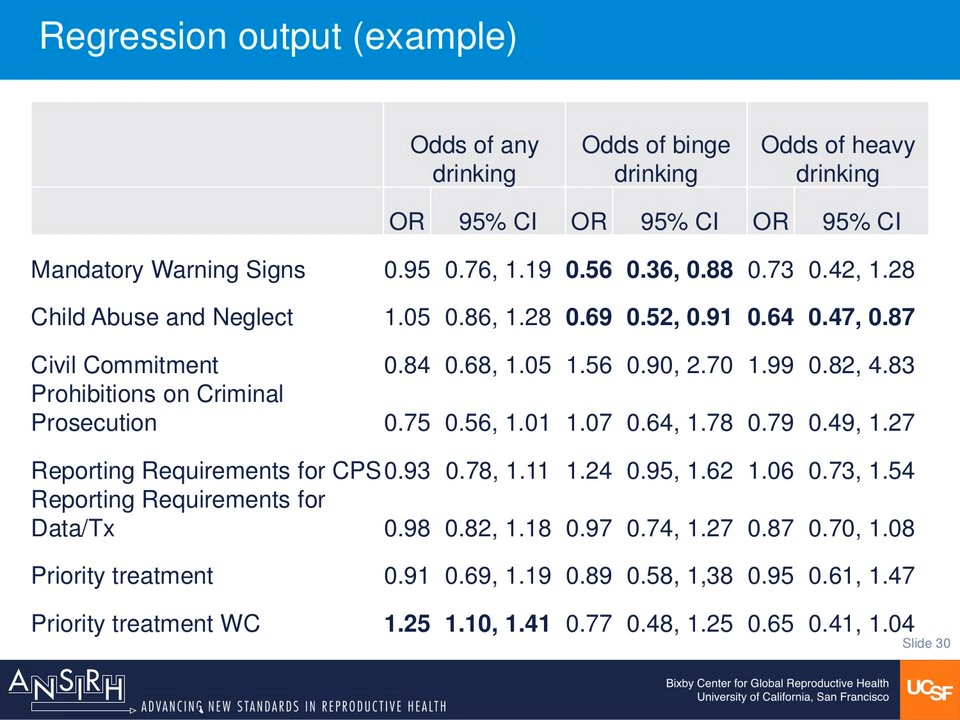 Regression output (example)
Odds of any drinking Odds of binge drinking Odds of heavy drinking
OR 95% CI OR 95% CI OR 95% CI
Mandatory Warning Signs 0.95 0.76, 1.19 0.56 0.36, 0.88 0.73 0.42, 1.28
Child Abuse and Neglect 1.05 0.86, 1.28 0.69 0.52, 0.91 0.64 0.47, 0.87
Civil Commitment 0.84 0.68, 1.05 1.56 0.90, 2.70 1.99 0.82, 4.83
Prohibitions on Criminal
Prosecution 0.75 0.56, 1.01 1.07 0.64, 1.78 0.79 0.49, 1.27
Reporting Requirements for CPS 0.93 0.78, 1.11 1.24 0.95, 1.62 1.06 0.73, 1.54
Reporting Requirements for
Data/Tx 0.98 0.82, 1.18 0.97 0.74, 1.27 0.87 0.70, 1.08
Priority treatment 0.91 0.69, 1.19 0.89 0.58, 1,38 0.95 0.61, 1.47
Priority treatment WC 1.25 1.10, 1.41 0.77 0.48, 1.25 0.65 0.41, 1.04
Slide 30
ANSIRH
ADVANCING NEW STANDARDS IN REPRODUCTIVE HEALTH
Bixby Center for Global Reproductive Health
University of California, San Francisco
UCSF